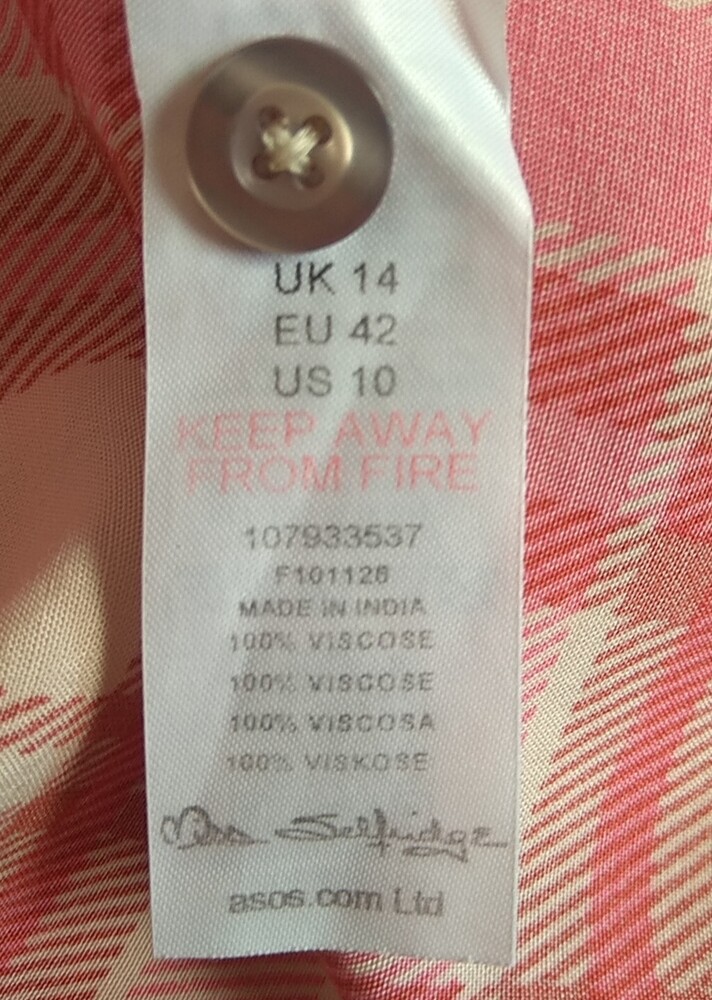 UK 14
EU 42
US 10
KEEP AWAY
FROM FIRE
107933537
F101126
MADE IN INDIA
100% VISCOSE
100% VISCOSE
100% VISCOSA
100% VISKOSE
Miss Selfridge
asos.com Ltd